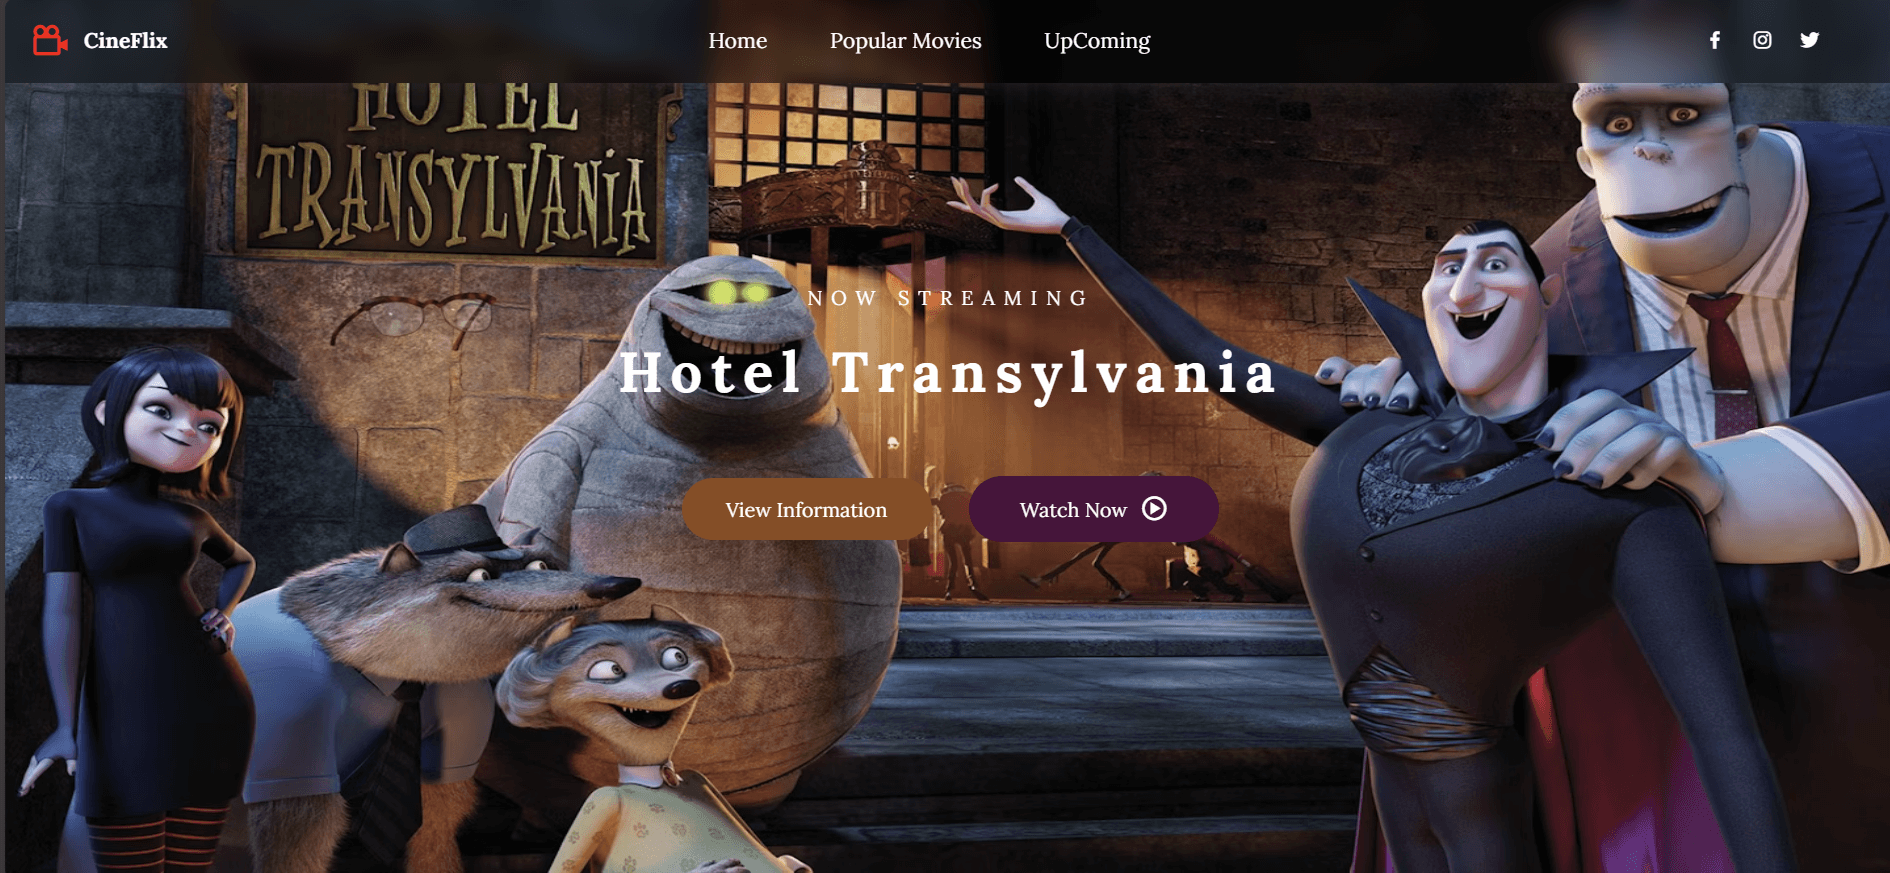 CineFlix
Home
Popular Movies
UpComing
HOTEL
TRANSYLVANiA
H
NOW STREAMING
Hotel Transylvania
View Information
Watch Now